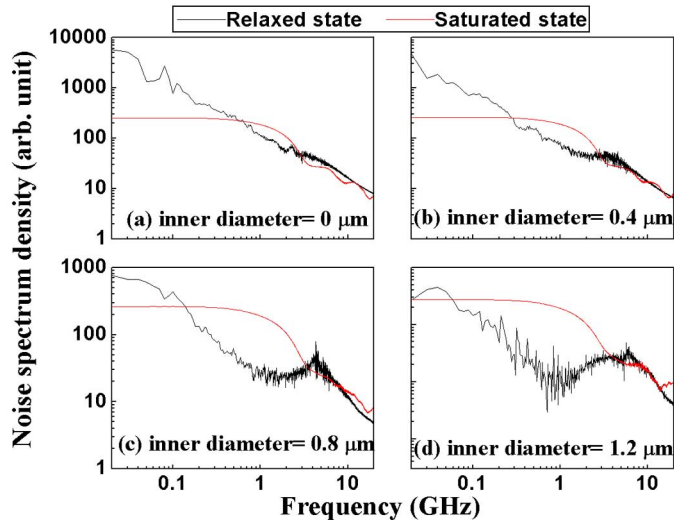 Relaxed state Saturated state
Noise spectrum density (arb. unit)
10000
1000
100
10
1
(a) inner diameter= 0 μm
(b) inner diameter= 0.4 μm
1000
100
10
1
(c) inner diameter= 0.8 μm
(d) inner diameter= 1.2 μm
0.1 1 10 0.1 1 10
Frequency (GHz)